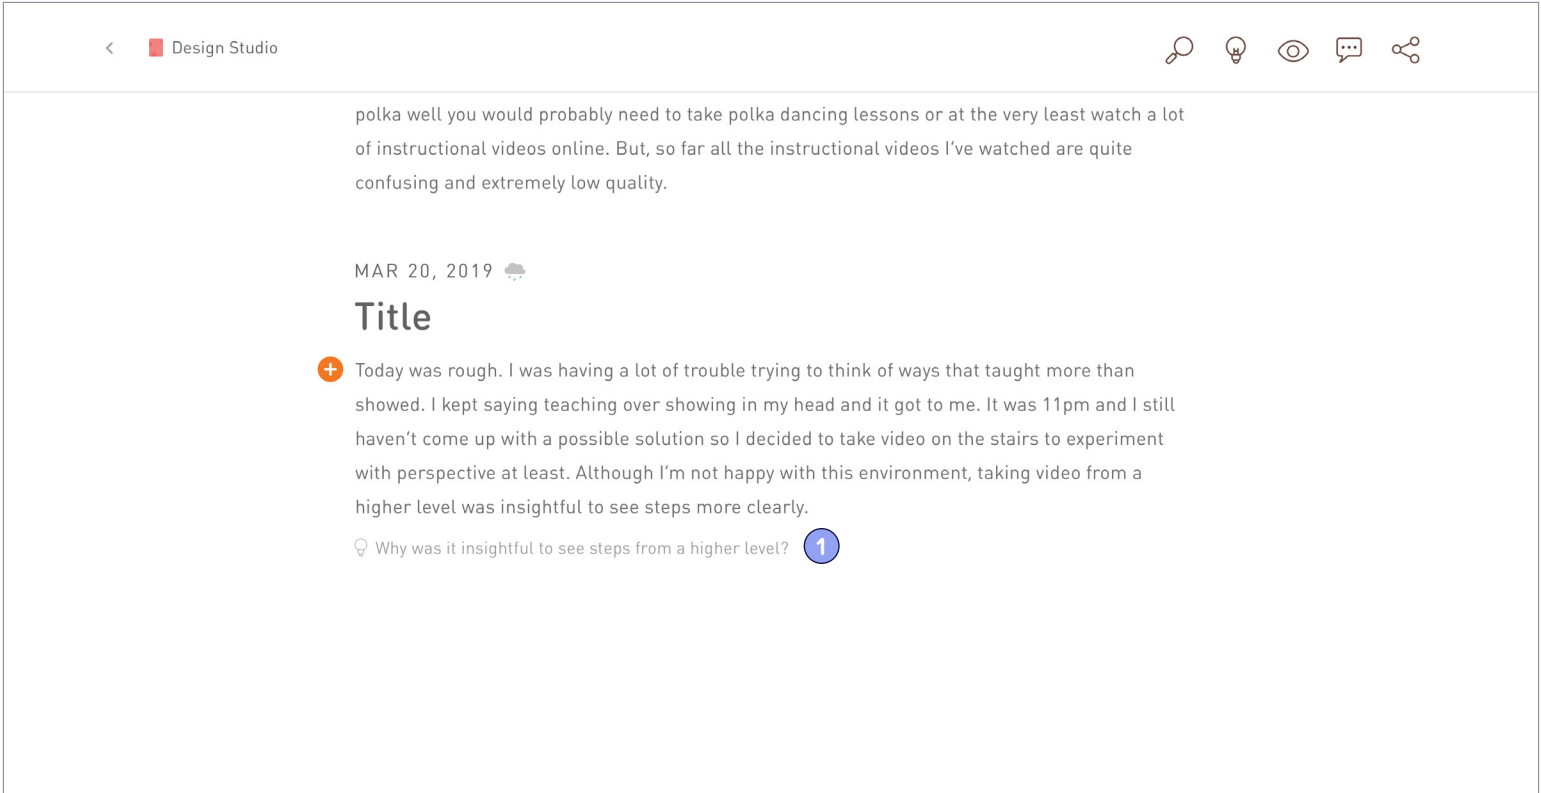 Design Studio
polka well you would probably need to take polka dancing lessons or at the very least watch a lot
of instructional videos online. But, so far all the instructional videos I've watched are quite
confusing and extremely low quality.
MAR 20, 2019
Title
Today was rough. I was having a lot of trouble trying to think of ways that taught more than
showed. I kept saying teaching over showing in my head and it got to me. It was 11pm and I still
haven't come up with a possible solution so I decided to take video on the stairs to experiment
with perspective at least. Although I'm not happy with this environment, taking video from a
higher level was insightful to see steps more clearly.
Why was it insightful to see steps from a higher level? 1